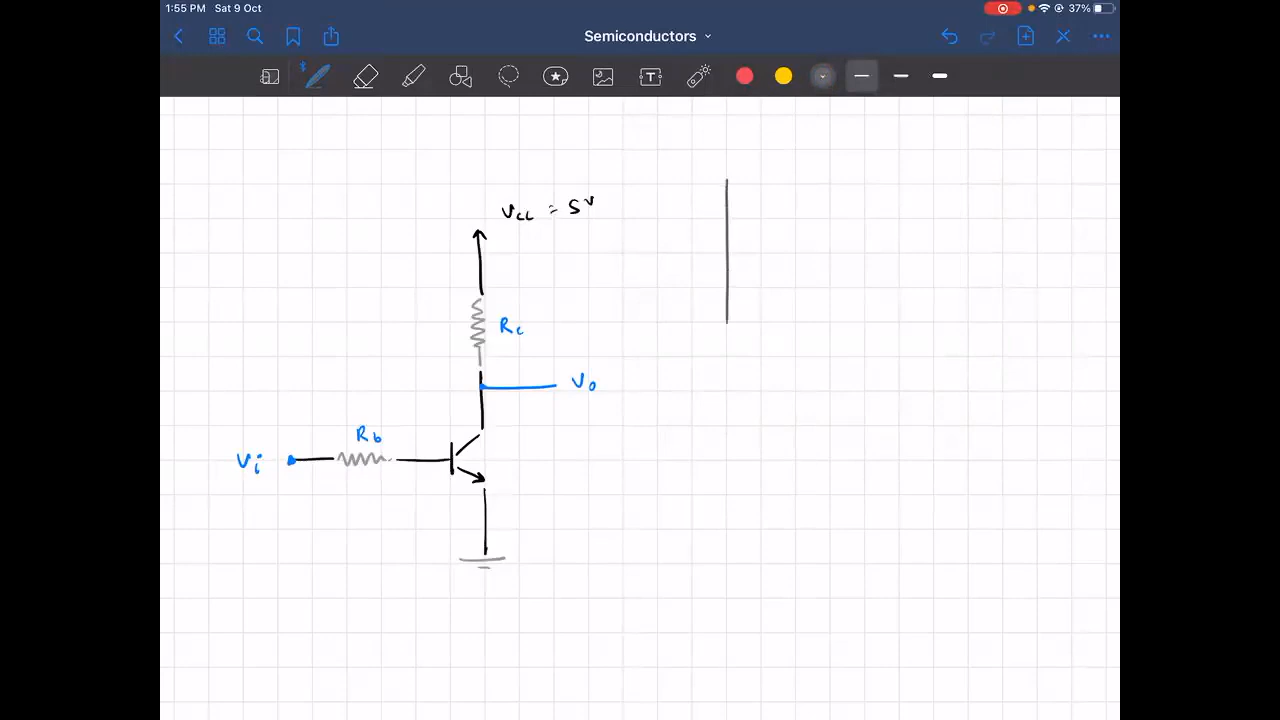 1:55 PM Sat 9 Oct
37%
Semiconductors
T
Vcc = 5V
Rc
Vo
Rb
Vi